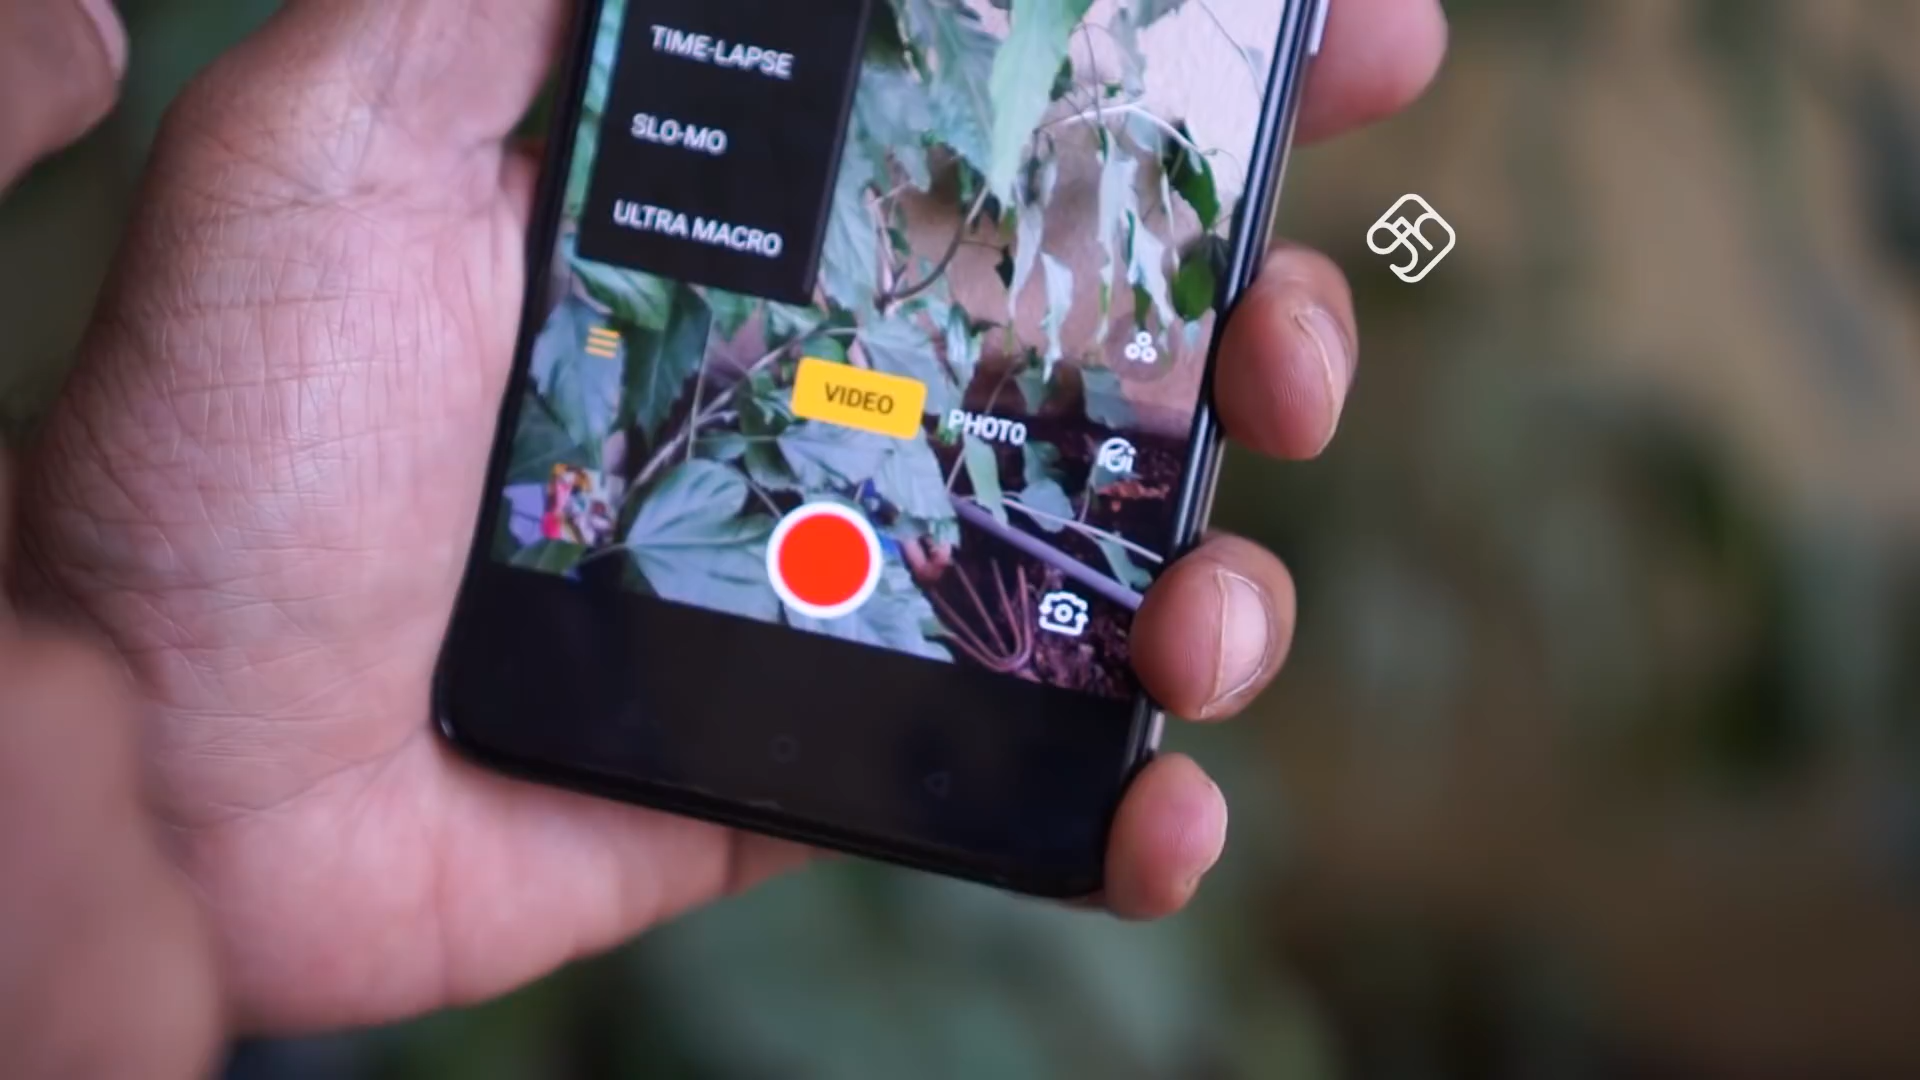 TIME-LAPSE
SLO-MO
ULTRA MACRO
VIDEO
PHOTO